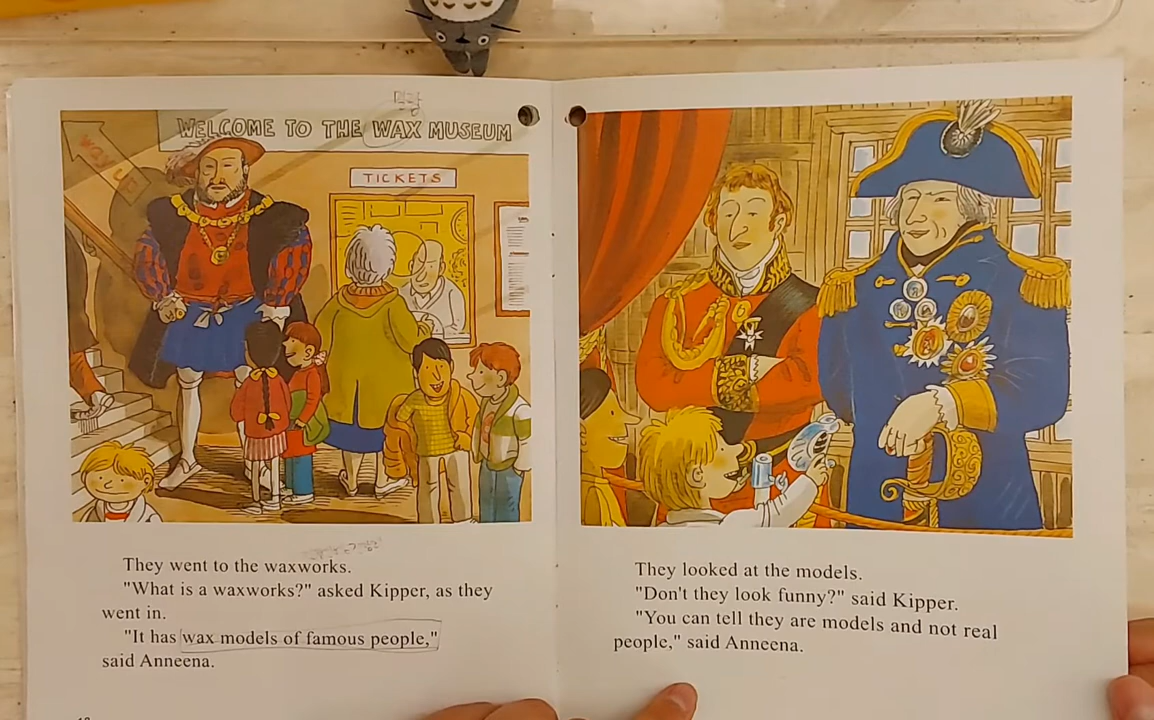 WELCOME TO THE WAX MUSEUM
WAY
TICKETS
They went to the waxworks.
"What is a waxworks?" asked Kipper, as they
went in.
"It has wax models of famous people,"
said Anneena.
They looked at the models.
"Don't they look funny?" said Kipper.
"You can tell they are models and not real
people," said Anneena.